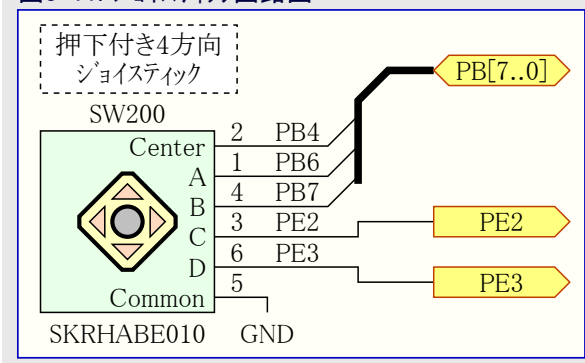 押下付き4方向
ジョイスティック
SW200
PB[7..0]
Center 2 PB4
A 1 PB6
B 4 PB7
C 3 PE2 PE2
D 6 PE3 PE3
Common 5
SKRHABE010 GND